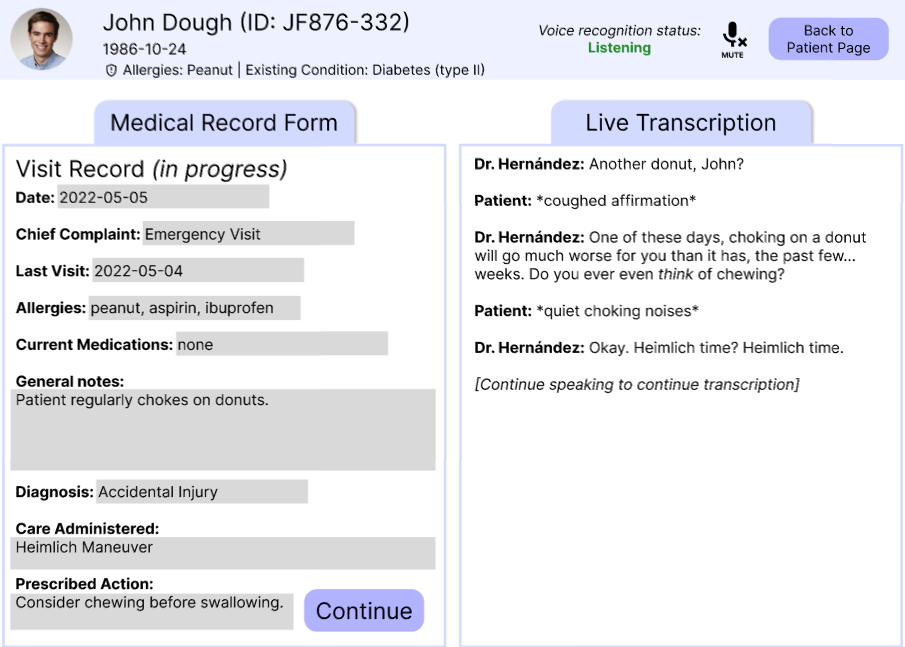 John Dough (ID: JF876-332)
1986-10-24
Allergies: Peanut | Existing Condition: Diabetes (type II)
Voice recognition status:
Listening
MUTE
Back to
Patient Page
Medical Record Form
Visit Record (in progress)
Date: 2022-05-05
Chief Complaint: Emergency Visit
Last Visit: 2022-05-04
Allergies: peanut, aspirin, ibuprofen
Current Medications: none
General notes:
Patient regularly chokes on donuts.
Diagnosis: Accidental Injury
Care Administered:
Heimlich Maneuver
Prescribed Action:
Consider chewing before swallowing.
Continue
Live Transcription
Dr. Hernández: Another donut, John?
Patient: *coughed affirmation*
Dr. Hernández: One of these days, choking on a donut
will go much worse for you than it has, the past few...
weeks. Do you ever even think of chewing?
Patient: *quiet choking noises*
Dr. Hernández: Okay. Heimlich time? Heimlich time.
[Continue speaking to continue transcription]